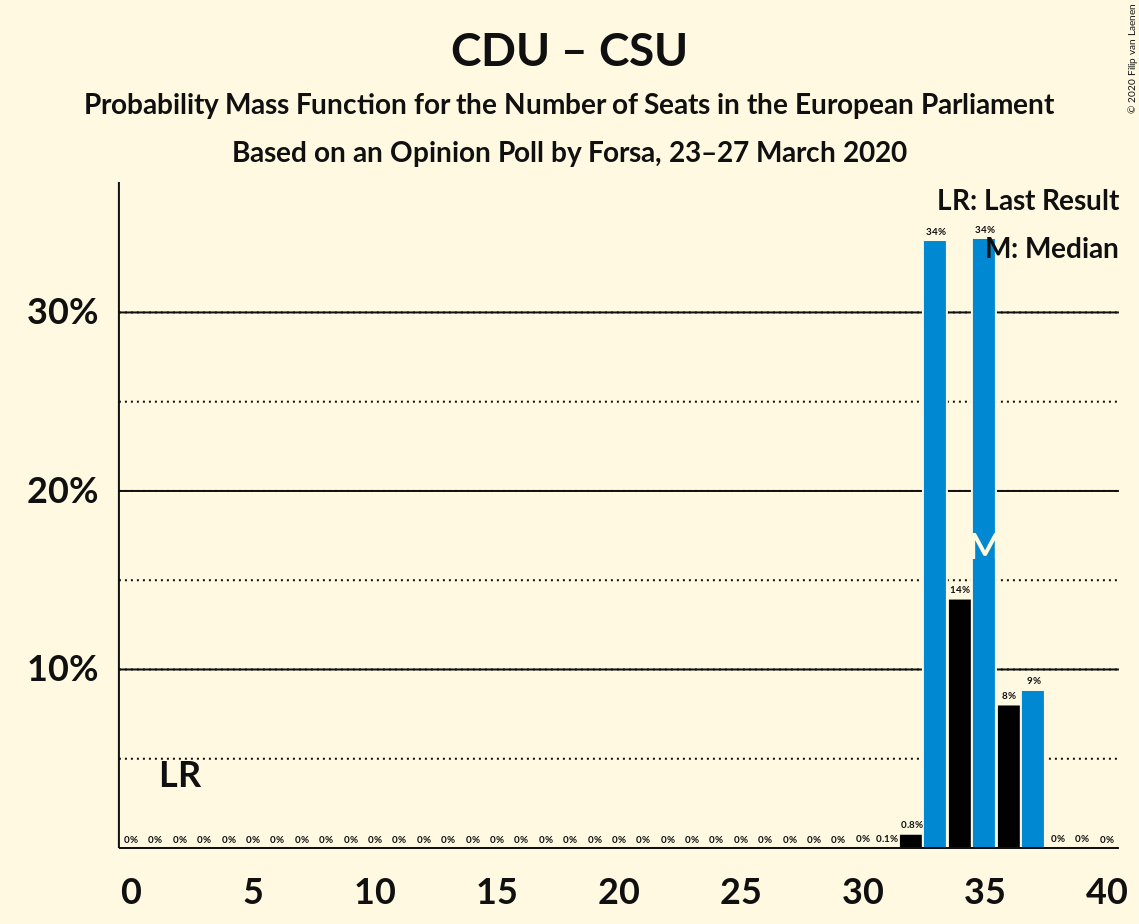 CDU – CSU
Probability Mass Function for the Number of Seats in the European Parliament
Based on an Opinion Poll by Forsa, 23–27 March 2020
© 2020 Filip van Laenen
LR: Last Result
M: Median
34% 34%
30%
20%
M
14%
10%
9%
8%
LR
0% 0% 0% 0% 0% 0% 0% 0% 0% 0% 0% 0% 0% 0% 0% 0% 0% 0% 0% 0% 0% 0% 0% 0% 0% 0% 0% 0% 0% 0% 0% 0.1% 0.8% 0% 0% 0%
0 5 10 15 20 25 30 35 40